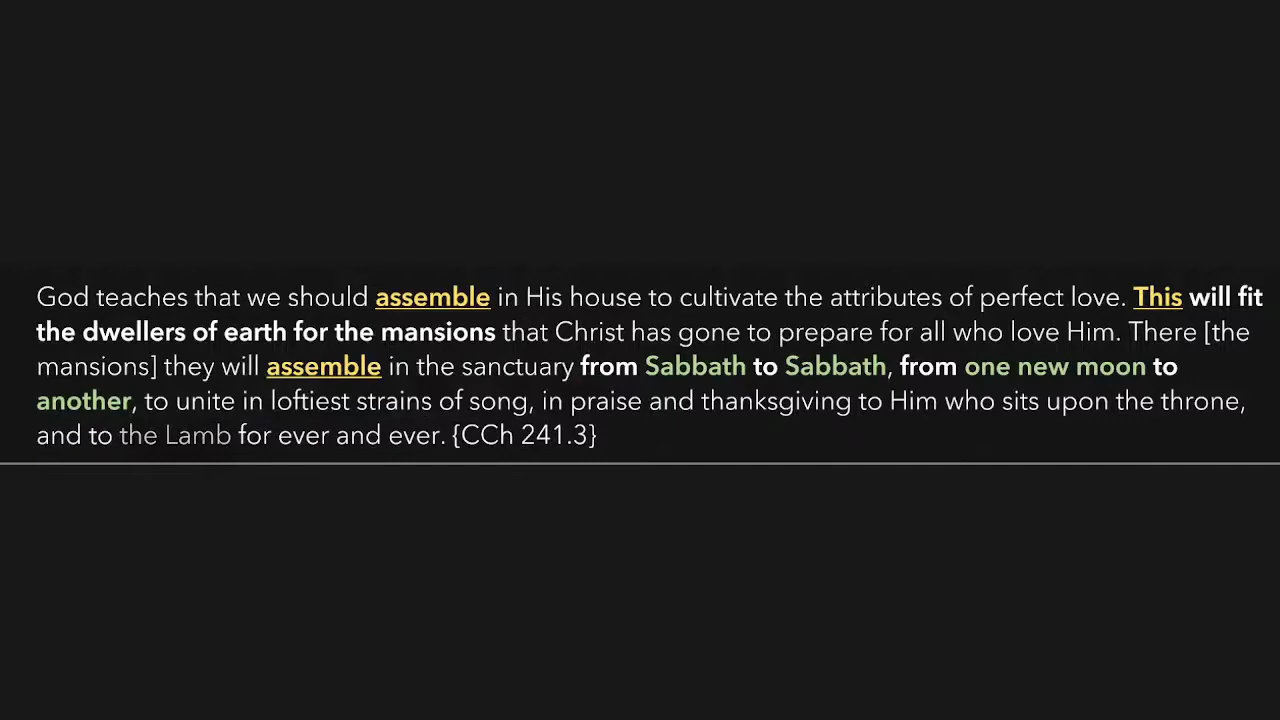 God teaches that we should assemble in His house to cultivate the attributes of perfect love. This will fit
the dwellers of earth for the mansions that Christ has gone to prepare for all who love Him. There [the
mansions] they will assemble in the sanctuary from Sabbath to Sabbath, from one new moon to
another, to unite in loftiest strains of song, in praise and thanksgiving to Him who sits upon the throne,
and to the Lamb for ever and ever. {CCh 241.3}